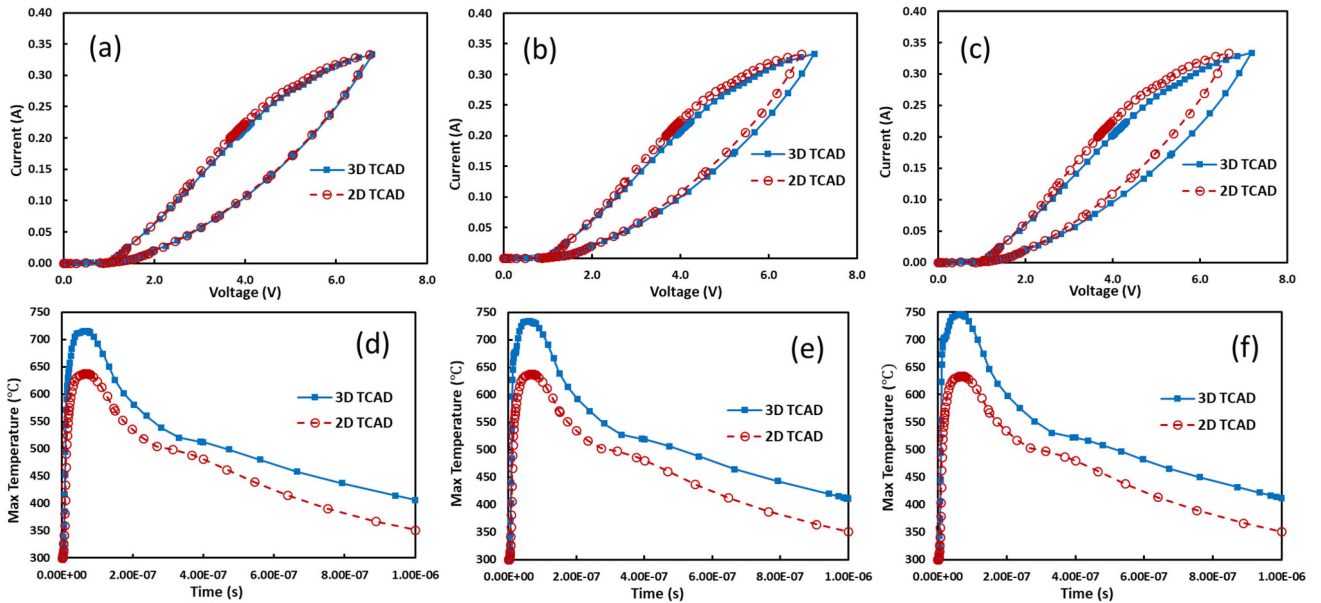 (a)
Current (A)
0.40
0.35
0.30
0.25
0.20
0.15
0.10
0.05
0.00
0.0 2.0 4.0 6.0 8.0
Voltage (V)
3D TCAD
2D TCAD
(b)
Current (A)
0.40
0.35
0.30
0.25
0.20
0.15
0.10
0.05
0.00
0.0 2.0 4.0 6.0 8.0
Voltage (V)
3D TCAD
2D TCAD
(c)
Current (A)
0.40
0.35
0.30
0.25
0.20
0.15
0.10
0.05
0.00
0.0 2.0 4.0 6.0 8.0
Voltage (V)
3D TCAD
2D TCAD
(d)
Max Temperature (°C)
750
700
650
600
550
500
450
400
350
300
0.00E+00 2.00E-07 4.00E-07 6.00E-07 8.00E-07 1.00E-06
Time (s)
3D TCAD
2D TCAD
(e)
Max Temperature (°C)
750
700
650
600
550
500
450
400
350
300
0.00E+00 2.00E-07 4.00E-07 6.00E-07 8.00E-07 1.00E-06
Time (s)
3D TCAD
2D TCAD
(f)
Max Temperature (°C)
750
700
650
600
550
500
450
400
350
300
0.00E+00 2.00E-07 4.00E-07 6.00E-07 8.00E-07 1.00E-06
Time (s)
3D TCAD
2D TCAD